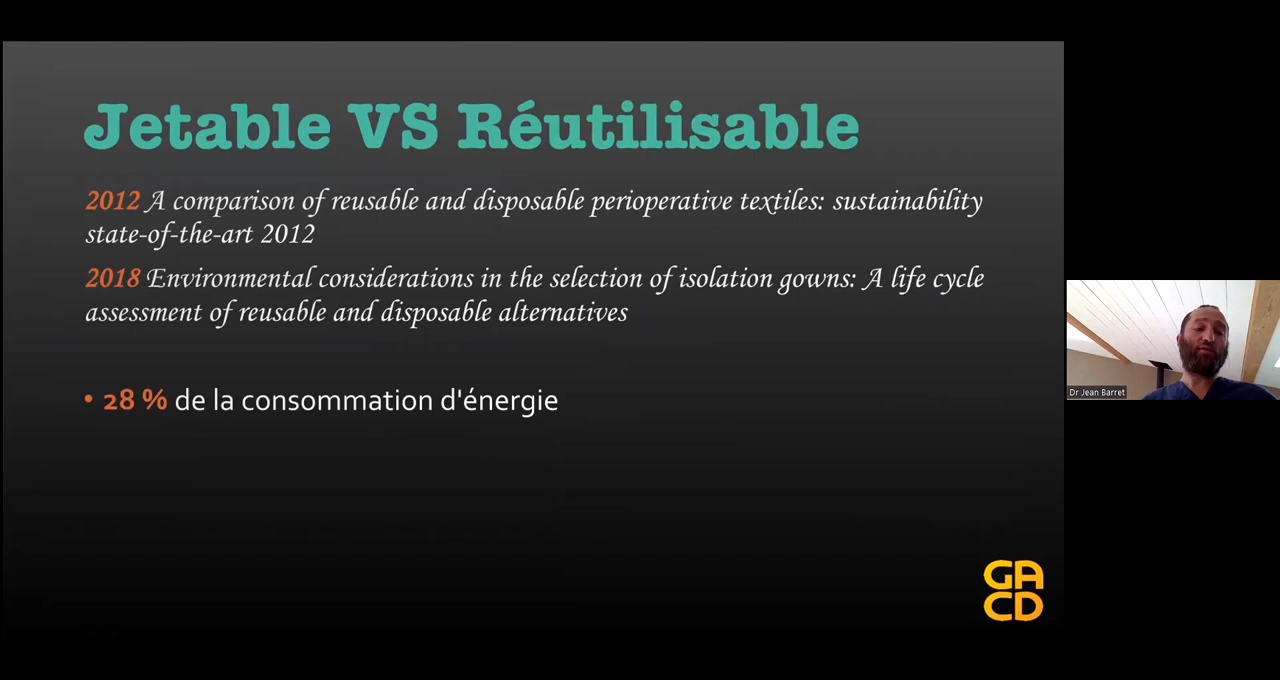 Jetable VS Réutilisable
2012 A comparison of reusable and disposable perioperative textiles: sustainability
state-of-the-art 2012
2018 Environmental considerations in the selection of isolation gowns: A life cycle
assessment of reusable and disposable alternatives
• 28 % de la consommation d'énergie
Dr Jean Barret
GA
CD